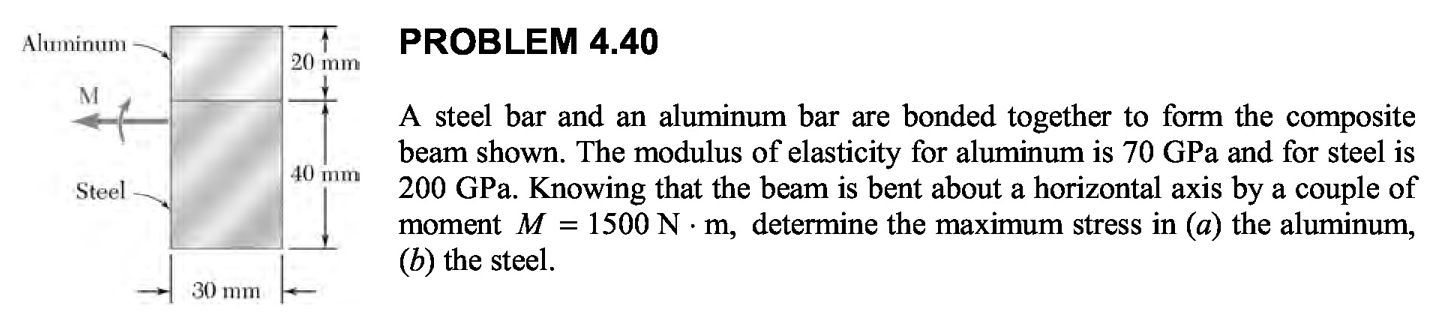 Aluminum
20 mm
M
40 mm
Steel
30 mm
PROBLEM 4.40
A steel bar and an aluminum bar are bonded together to form the composite
beam shown. The modulus of elasticity for aluminum is 70 GPa and for steel is
200 GPa. Knowing that the beam is bent about a horizontal axis by a couple of
moment M = 1500 N · m, determine the maximum stress in (a) the aluminum,
(b) the steel.